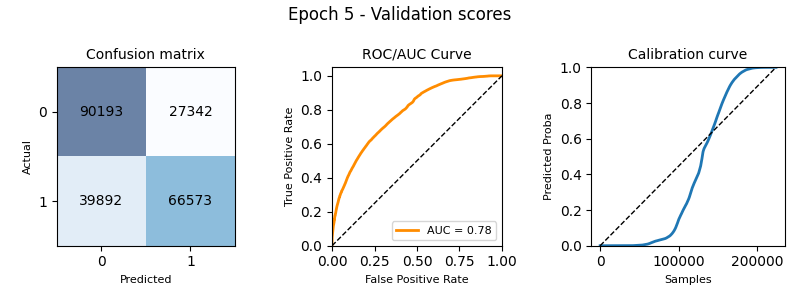 Epoch 5 - Validation scores
Confusion matrix
Actual
0
1
90193 27342
39892 66573
0 1
Predicted
ROC/AUC Curve
True Positive Rate
1.0
0.8
0.6
0.4
0.2
0.0
AUC = 0.78
0.00 0.25 0.50 0.75 1.00
False Positive Rate
Calibration curve
Predicted Proba
1.0
0.8
0.6
0.4
0.2
0.0
0 100000 200000
Samples